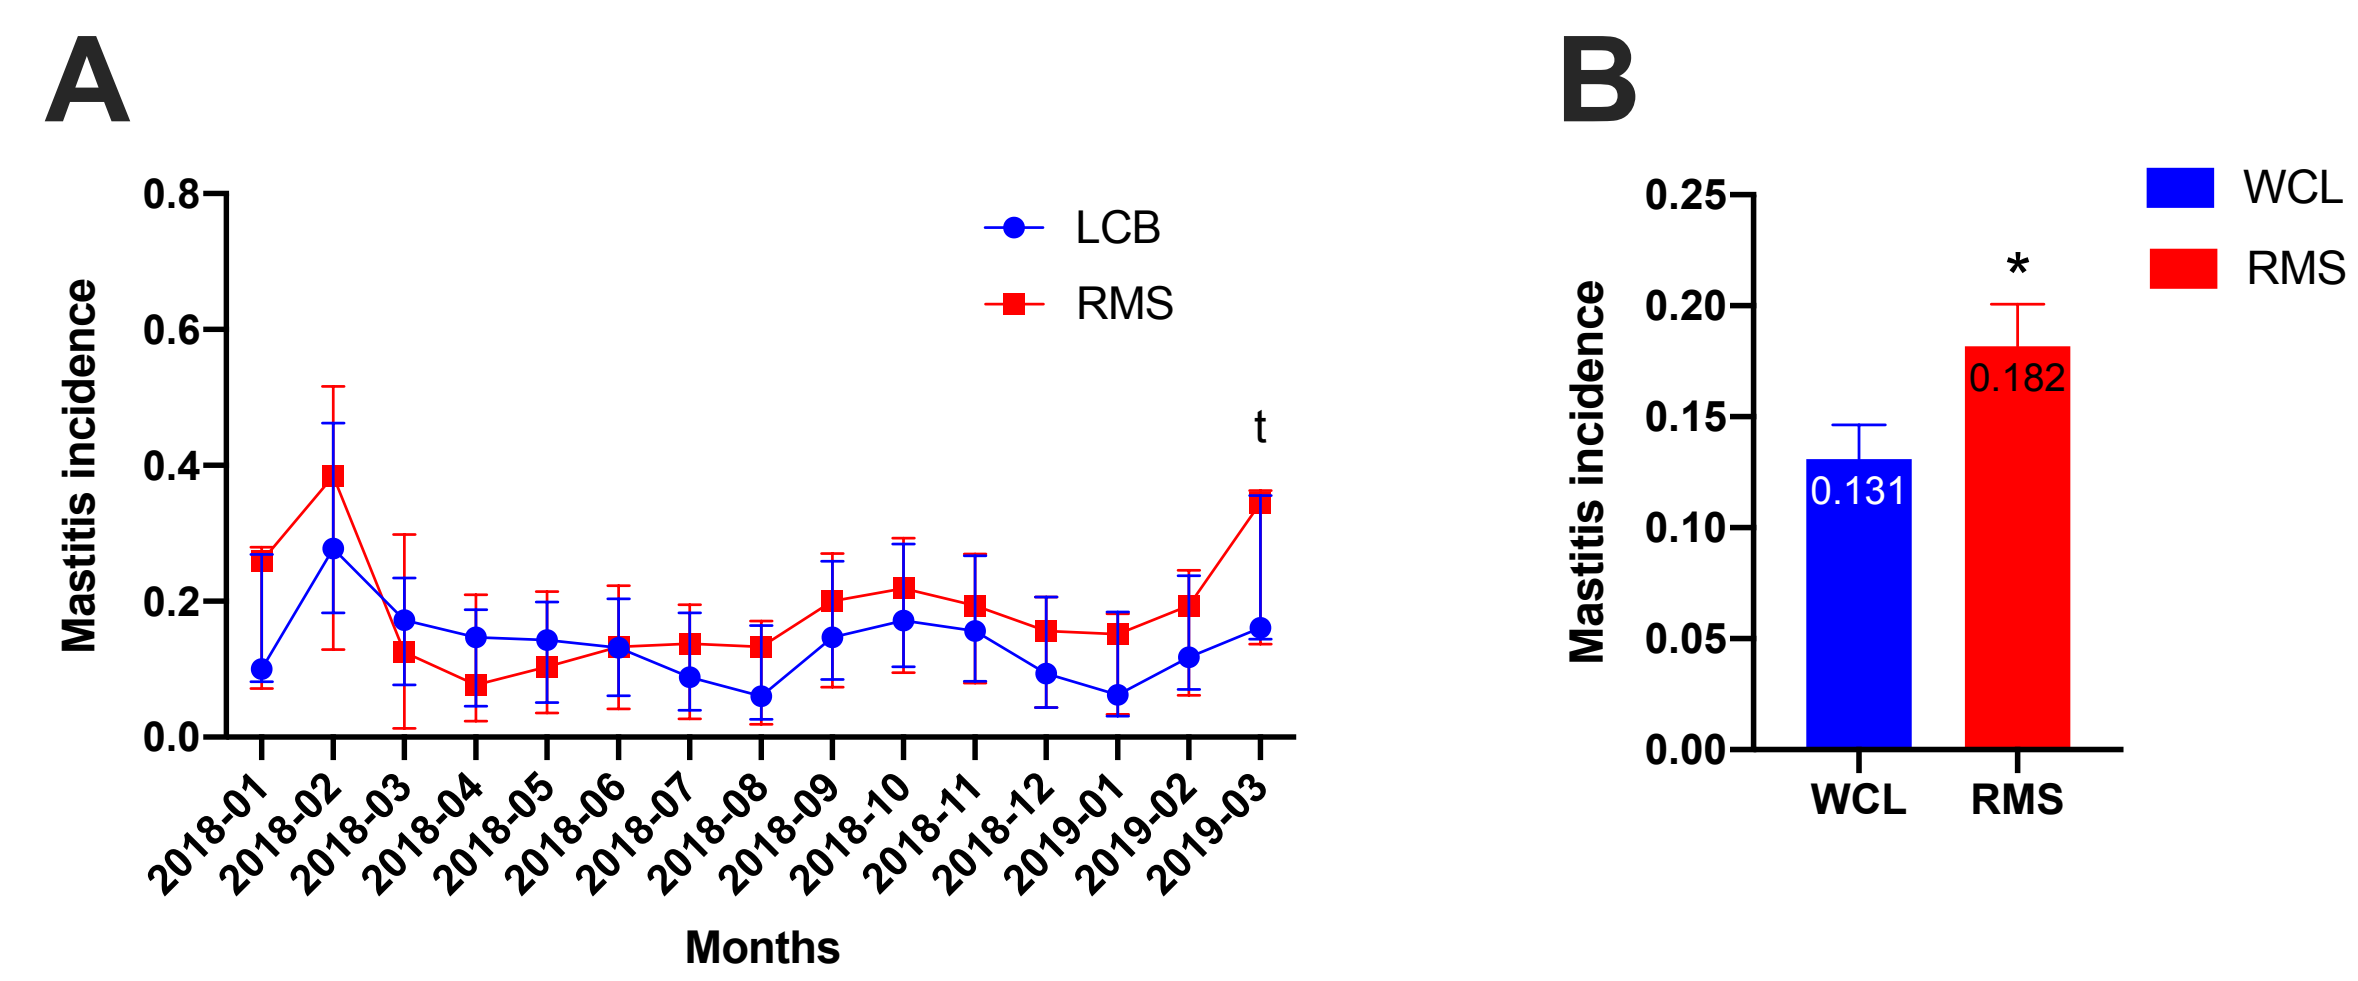 A
Mastitis incidence
0.8
0.6
0.4
0.2
0.0
LCB
RMS
t
2018-01
2018-02
2018-03
2018-04
2018-05
2018-06
2018-07
2018-08
2018-09
2018-10
2018-11
2018-12
2019-01
2019-02
2019-03
Months
B
Mastitis incidence
0.25
0.20
0.15
0.10
0.05
0.00
WCL
RMS
*
0.131
0.182
WCL
RMS